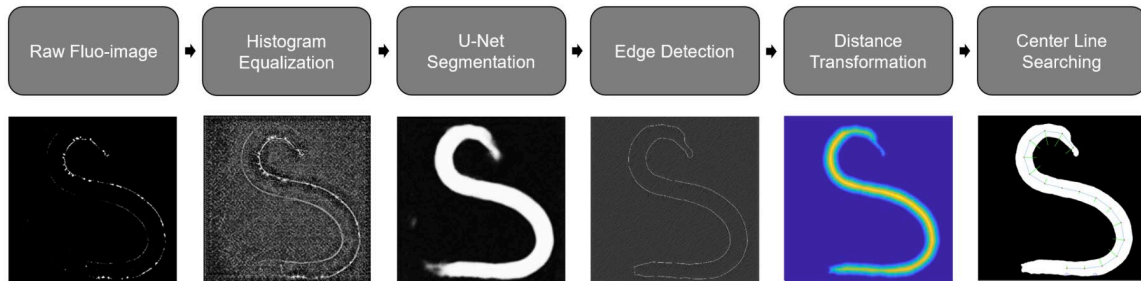 Raw Fluo-image
Histogram
Equalization
U-Net
Segmentation
Edge Detection
Distance
Transformation
Center Line
Searching